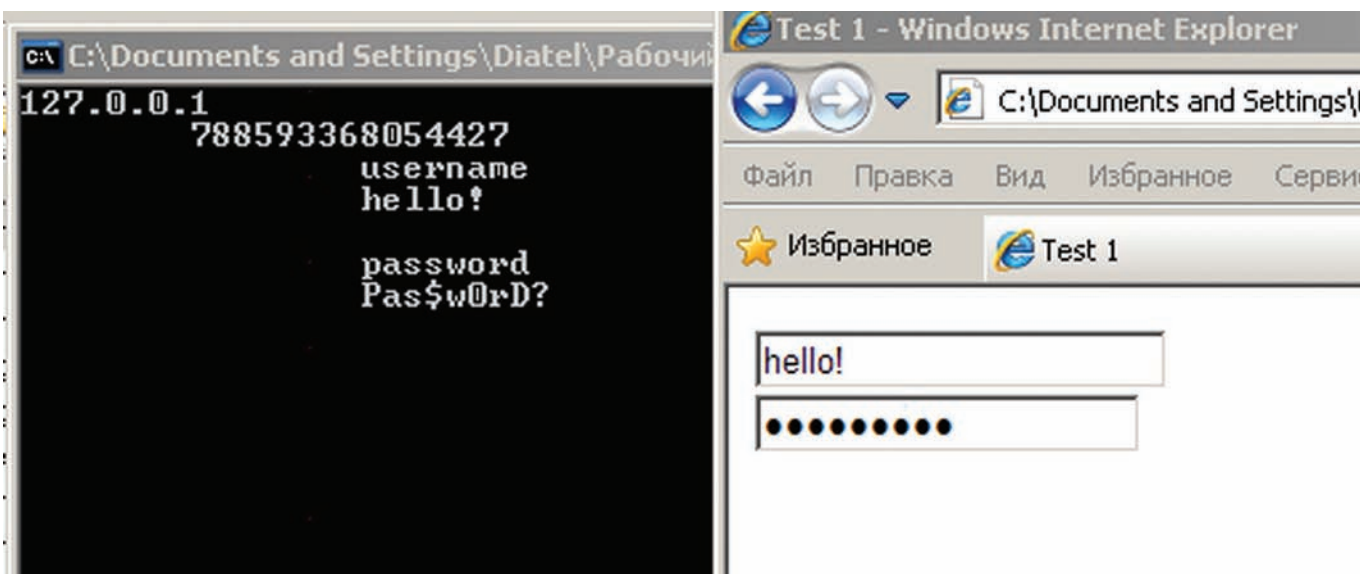 C:\Documents and Settings\Diatel\Рабочий
127.0.0.1
788593368054427
username
hello!
password
Pas$w0rD?
Test 1 - Windows Internet Explorer
C:\Documents and Settings\
Файл Правка Вид Избранное Сервис
Избранное Test 1
hello!
●●●●●●●●●